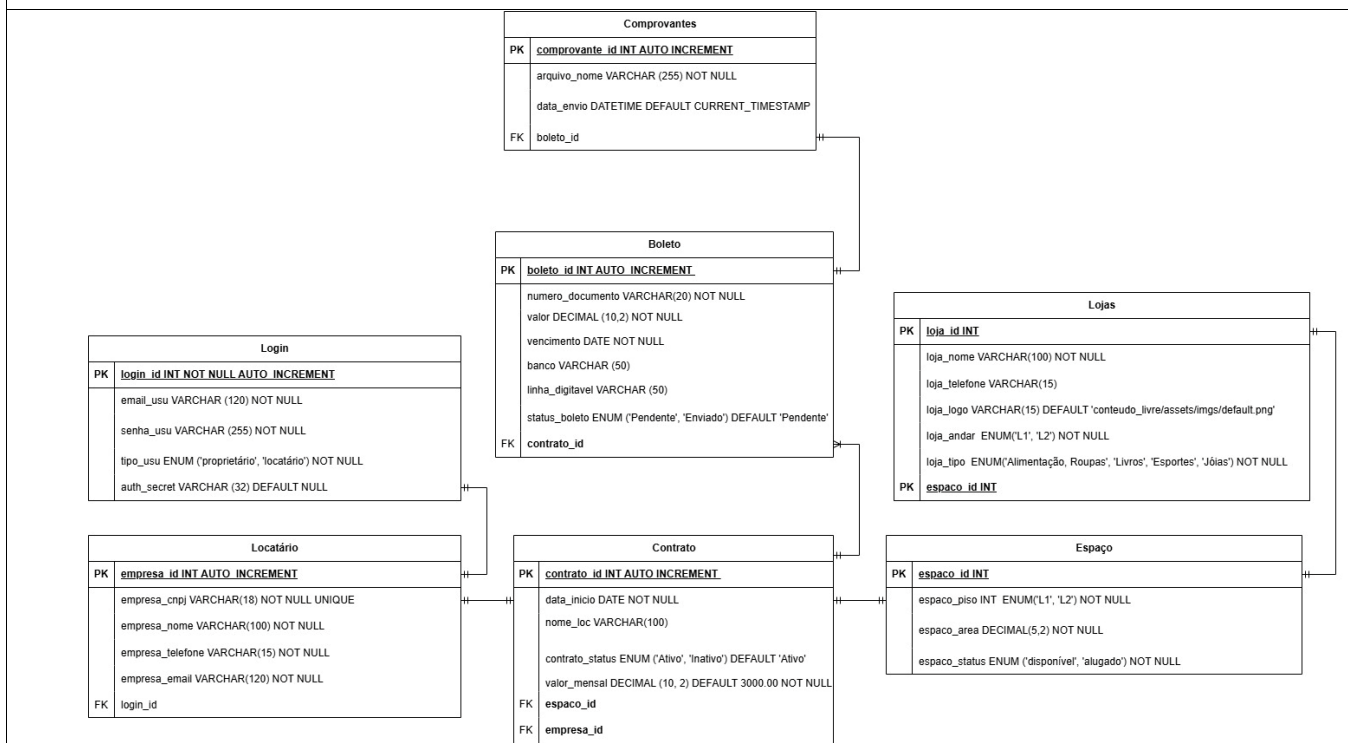 Comprovantes
PK comprovante_id INT AUTO INCREMENT
arquivo_nome VARCHAR (255) NOT NULL
data_envio DATETIME DEFAULT CURRENT_TIMESTAMP
FK boleto_id
Boleto
PK boleto_id INT AUTO_INCREMENT
numero_documento VARCHAR(20) NOT NULL
valor DECIMAL (10,2) NOT NULL
vencimento DATE NOT NULL
banco VARCHAR (50)
linha_digitavel VARCHAR (50)
status_boleto ENUM ('Pendente', 'Enviado') DEFAULT 'Pendente'
FK contrato_id
Lojas
PK loja_id INT
loja_nome VARCHAR(100) NOT NULL
loja_telefone VARCHAR(15)
loja_logo VARCHAR(15) DEFAULT 'conteudo_livre/assets/imgs/default.png'
loja_andar ENUM('L1', 'L2') NOT NULL
loja_tipo ENUM('Alimentação, Roupas', 'Livros', 'Esportes', 'Jóias') NOT NULL
PK espaco_id INT
Login
PK login_id INT NOT NULL AUTO_INCREMENT
email_usu VARCHAR (120) NOT NULL
senha_usu VARCHAR (255) NOT NULL
tipo_usu ENUM ('proprietário', 'locatário') NOT NULL
auth_secret VARCHAR (32) DEFAULT NULL
Locatário
PK empresa_id INT AUTO_INCREMENT
empresa_cnpj VARCHAR(18) NOT NULL UNIQUE
empresa_nome VARCHAR(100) NOT NULL
empresa_telefone VARCHAR(15) NOT NULL
empresa_email VARCHAR(120) NOT NULL
FK login_id
Contrato
PK contrato_id INT AUTO INCREMENT
data_inicio DATE NOT NULL
nome_loc VARCHAR(100)
contrato_status ENUM ('Ativo', 'Inativo') DEFAULT 'Ativo'
valor_mensal DECIMAL (10, 2) DEFAULT 3000.00 NOT NULL
FK espaco_id
FK empresa_id
Espaço
PK espaco_id INT
espaco_piso INT ENUM('L1', 'L2') NOT NULL
espaco_area DECIMAL(5,2) NOT NULL
espaco_status ENUM ('disponível', 'alugado') NOT NULL